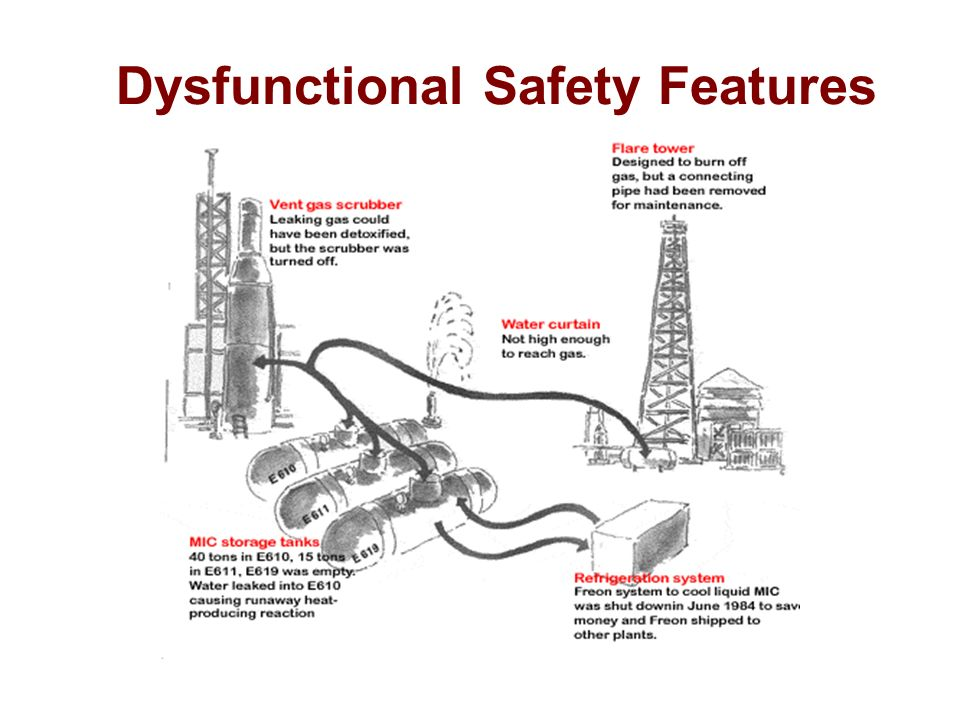 Dysfunctional Safety Features
Flare tower
Designed to burn off
gas, but a connecting
pipe had been removed
for maintenance.
Vent gas scrubber
Leaking gas could
have been detoxified,
but the scrubber was
turned off.
Water curtain
Not high enough
to reach gas.
E610
E611
E619
MIC storage tanks
40 tons in E610, 15 tons
in E611, E619 was empty.
Water leaked into E610
causing runaway heat-
producing reaction
Refrigeration system
Freon system to cool liquid MIC
was shut downin June 1984 to save
money and Freon shipped to
other plants.